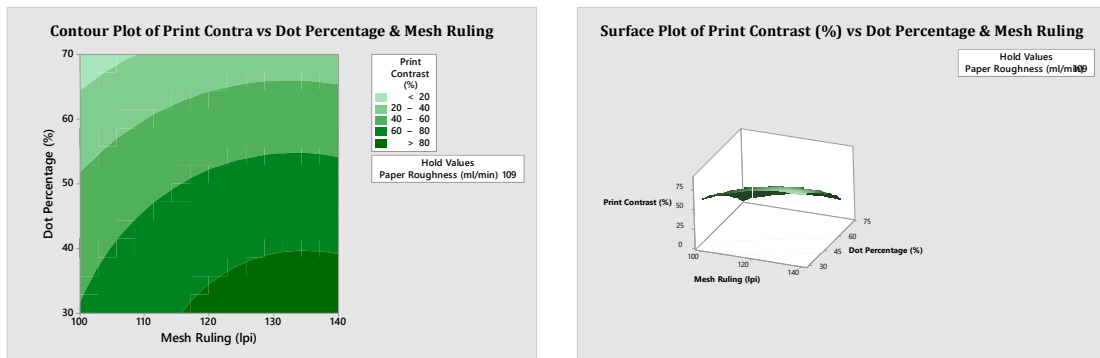 Contour Plot of Print Contra vs Dot Percentage & Mesh Ruling
Print
Contrast
(%)
< 20
20 – 40
40 – 60
60 – 80
> 80
Hold Values
Paper Roughness (ml/min) 109
Dot Percentage (%)
70
60
50
40
30
100 110 120 130 140
Mesh Ruling (lpi)
Surface Plot of Print Contrast (%) vs Dot Percentage & Mesh Ruling
Hold Values
Paper Roughness (ml/min) 109
Print Contrast (%)
75
50
25
0
100
120
140
Mesh Ruling (lpi)
75
60
45
30
Dot Percentage (%)